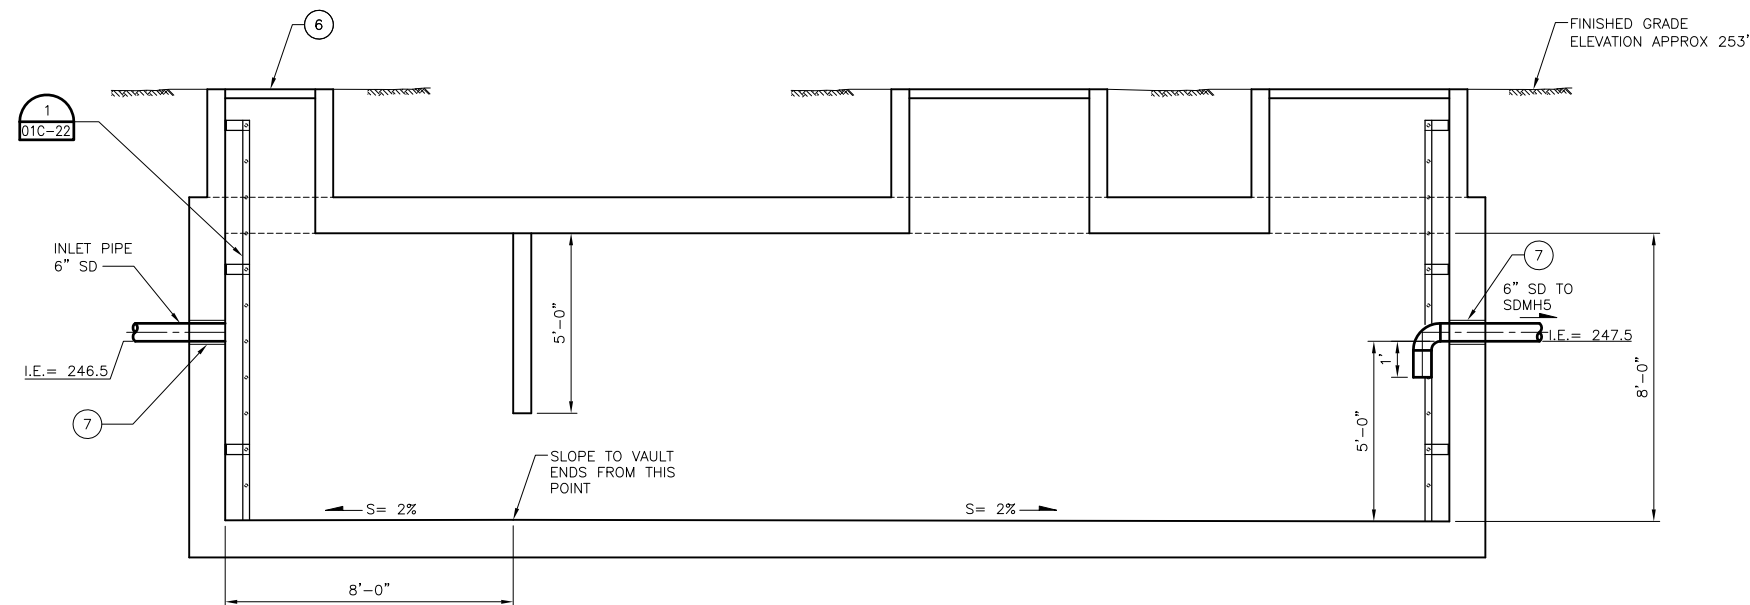 6
FINISHED GRADE
ELEVATION APPROX 253'
1
01C-22
INLET PIPE
6" SD
7
6" SD TO
SDMH5
I.E.= 247.5
I.E.= 246.5
7
5'-0"
1'
5'-0"
8'-0"
SLOPE TO VAULT
ENDS FROM THIS
POINT
S= 2%
S= 2%
8'-0"